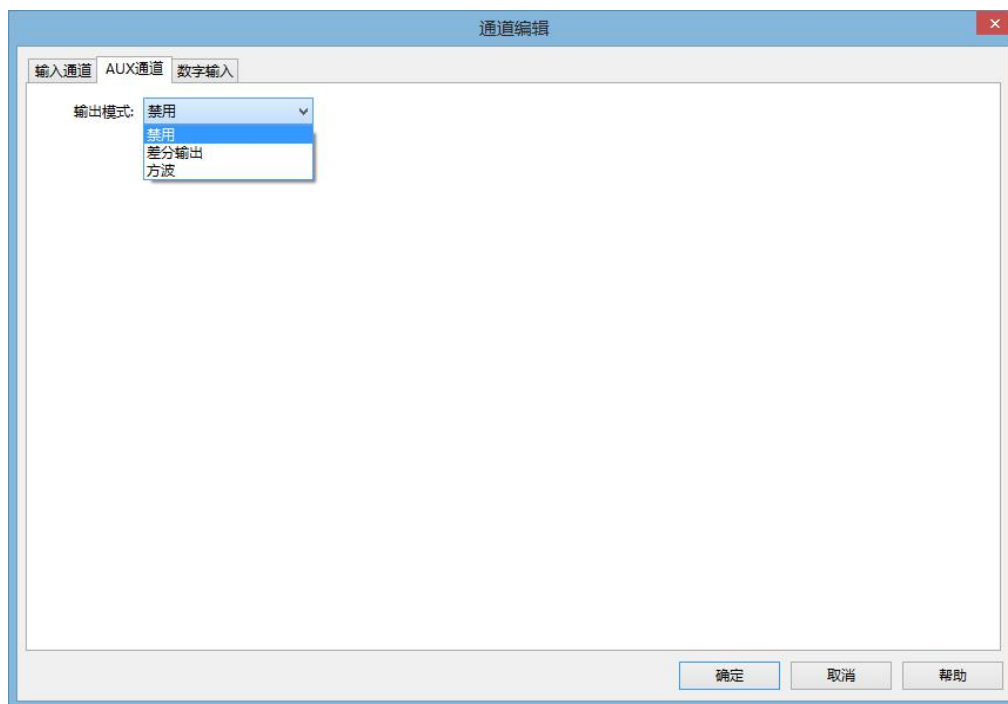 通道编辑
输入通道 AUX通道 数字输入
输出模式: 禁用
禁用
差分输出
方波
确定 取消 帮助